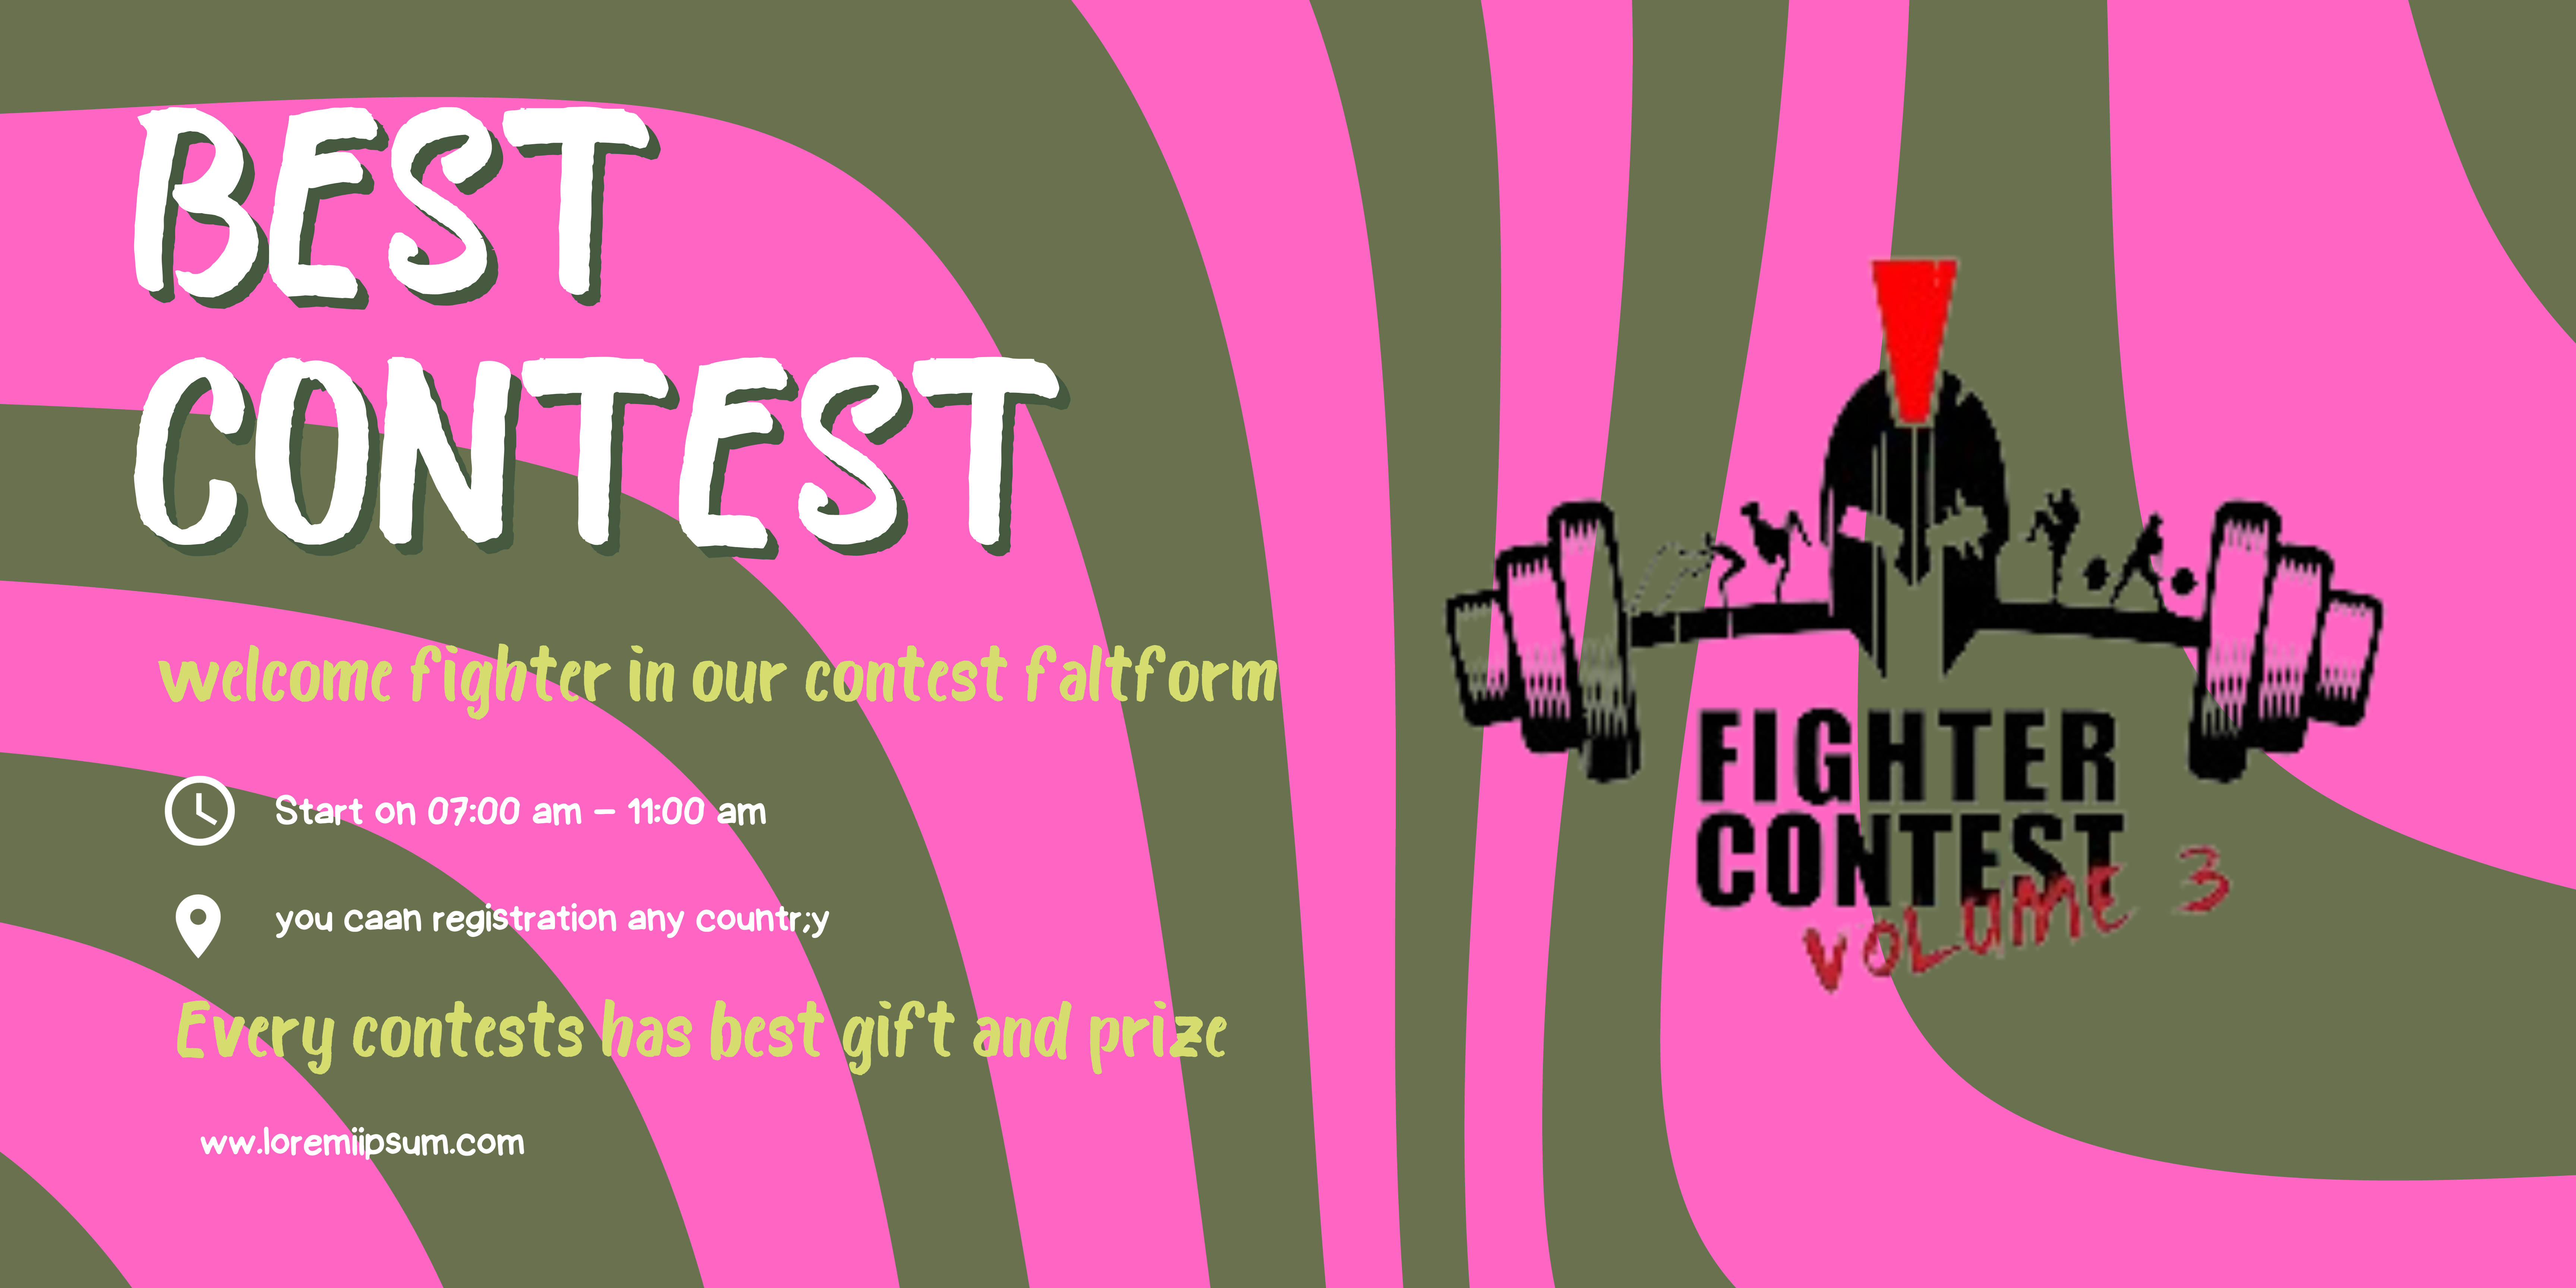 BEST
CONTEST
welcome fighter in our contest faltform
Start on 07:00 am - 11:00 am
you caan registration any countr;y
Every contests has best gift and prize
ww.loremiipsum.com
FIGHTER
CONTEST
VOLUME 3